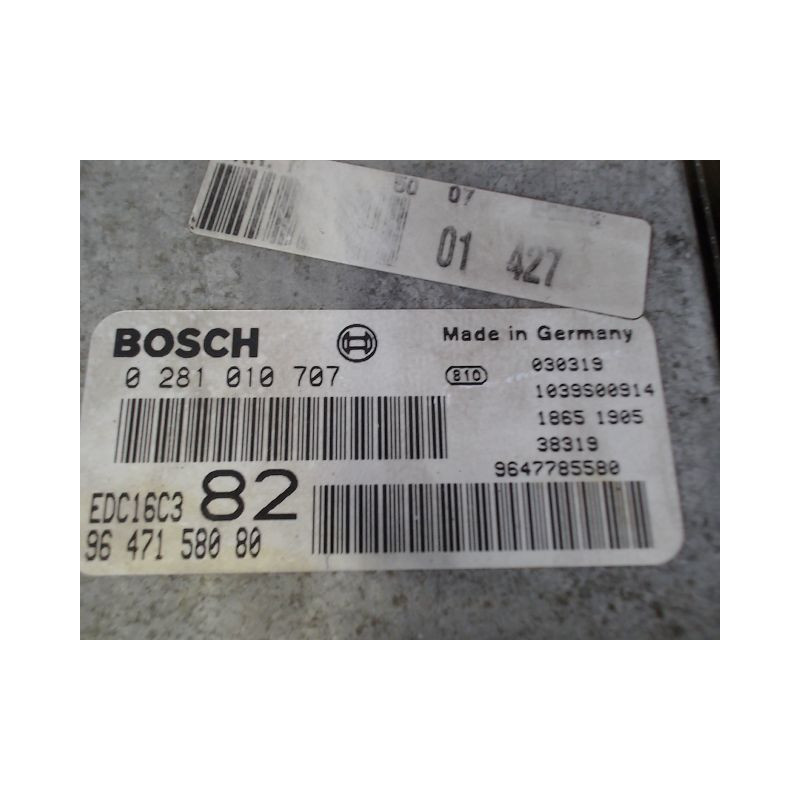 50 07
01 427
BOSCH
Made in Germany
0 281 010 707
810
030319
1039S00914
1865 1905
38319
9647785580
EDC16C3 82
96 471 580 80